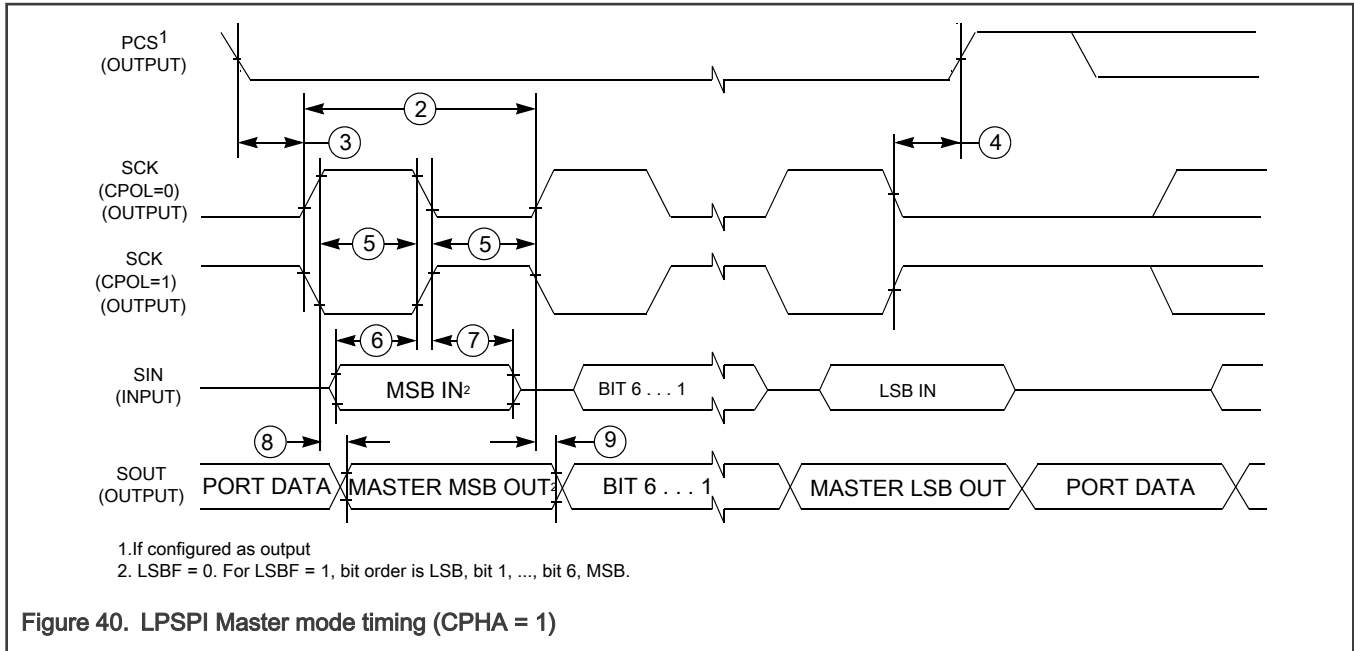 PCS1
(OUTPUT)
2
3
4
SCK
(CPOL=0)
(OUTPUT)
5
5
SCK
(CPOL=1)
(OUTPUT)
6
7
SIN
(INPUT)
MSB IN2
BIT 6 . . . 1
LSB IN
8
9
SOUT
(OUTPUT)
PORT DATA
MASTER MSB OUT2
BIT 6 . . . 1
MASTER LSB OUT
PORT DATA
1.If configured as output
2. LSBF = 0. For LSBF = 1, bit order is LSB, bit 1, ..., bit 6, MSB.
Figure 40. LPSPI Master mode timing (CPHA = 1)